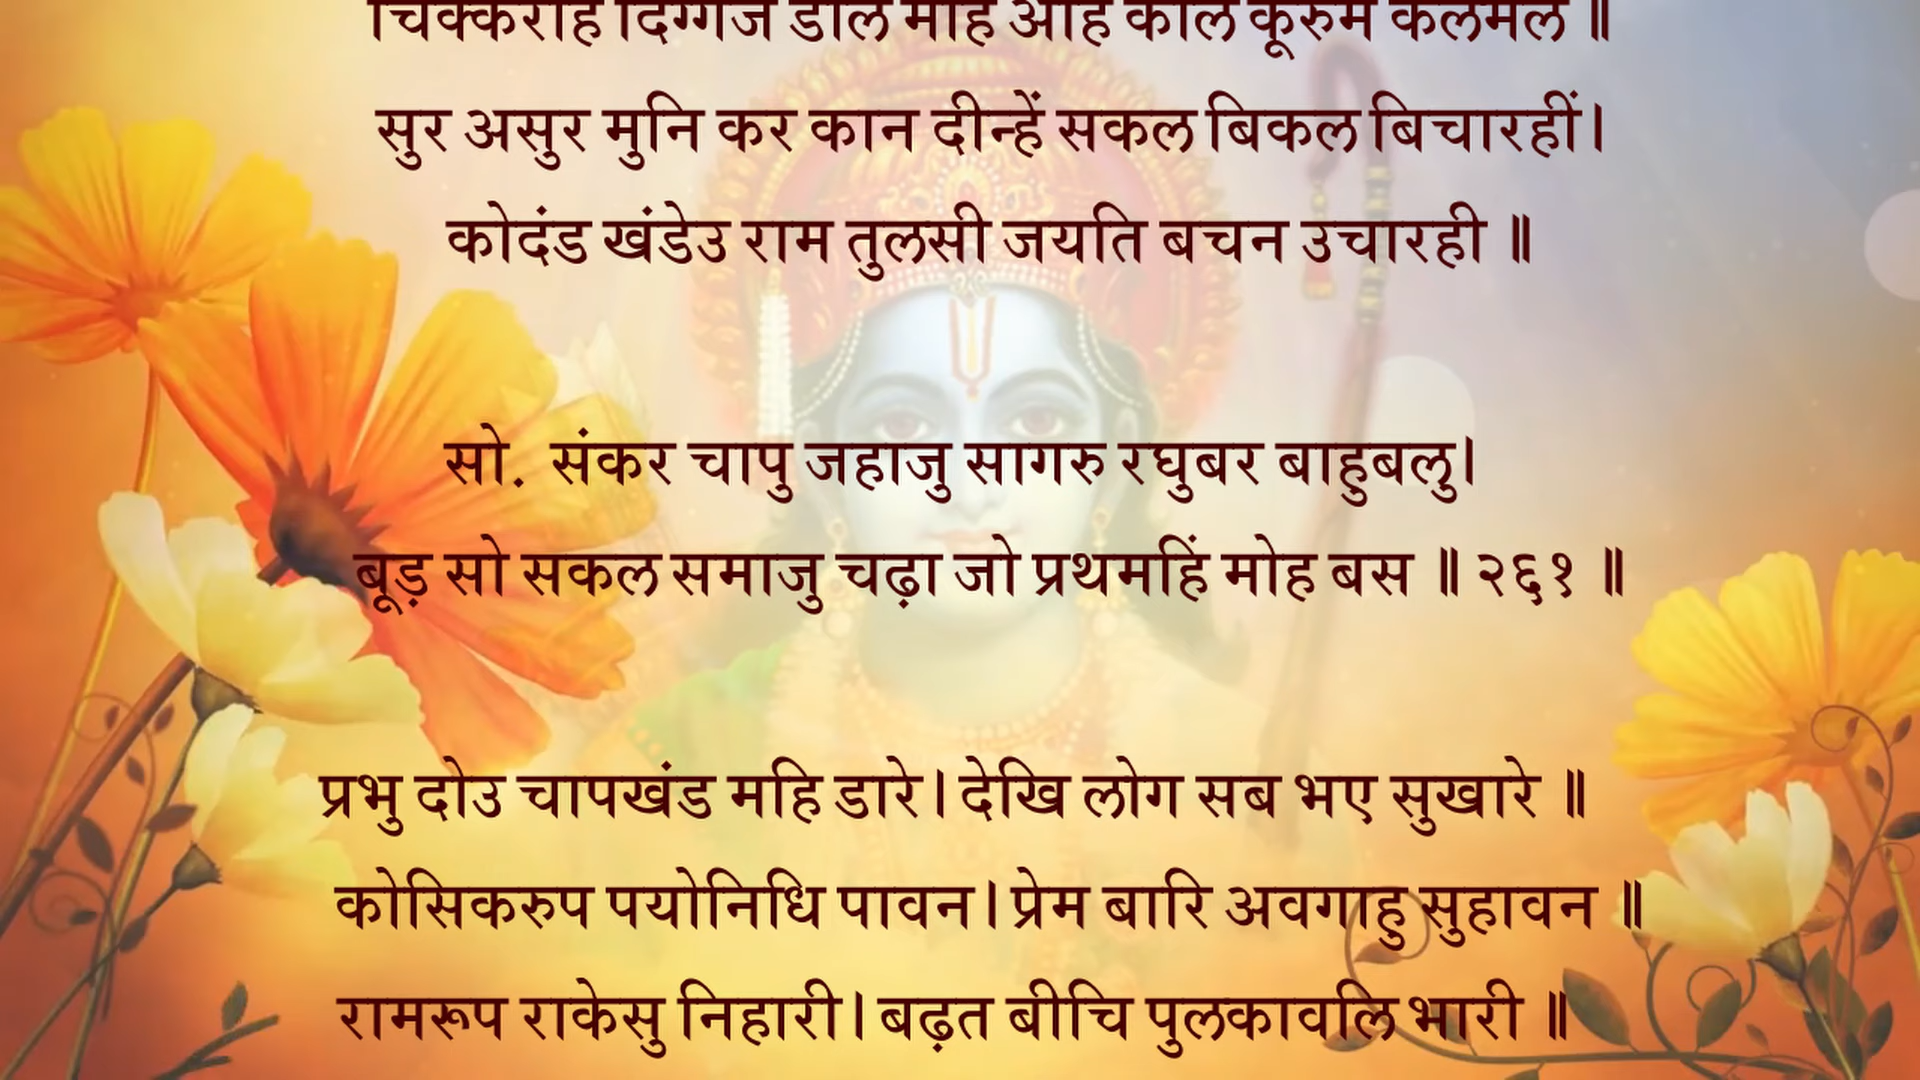 चिक्करहिं दिग्गज डोल महि अहि कोल कूरुम कलमले ॥
सुर असुर मुनि कर कान दीन्हें सकल बिकल बिचारहीं।
कोदंड खंडेउ राम तुलसी जयति बचन उचारही ॥
सो. संकर चापु जहाजु सागरु रघुबर बाहुबलु।
बूड़ सो सकल समाजु चढ़ा जो प्रथमहिं मोह बस ॥ २६१ ॥
प्रभु दोउ चापखंड महि डारे। देखि लोग सब भए सुखारे ॥
कोसिकरुप पयोनिधि पावन। प्रेम बारि अवगाहु सुहावन ॥
रामरूप राकेसु निहारी। बढ़त बीचि पुलकावलि भारी ॥